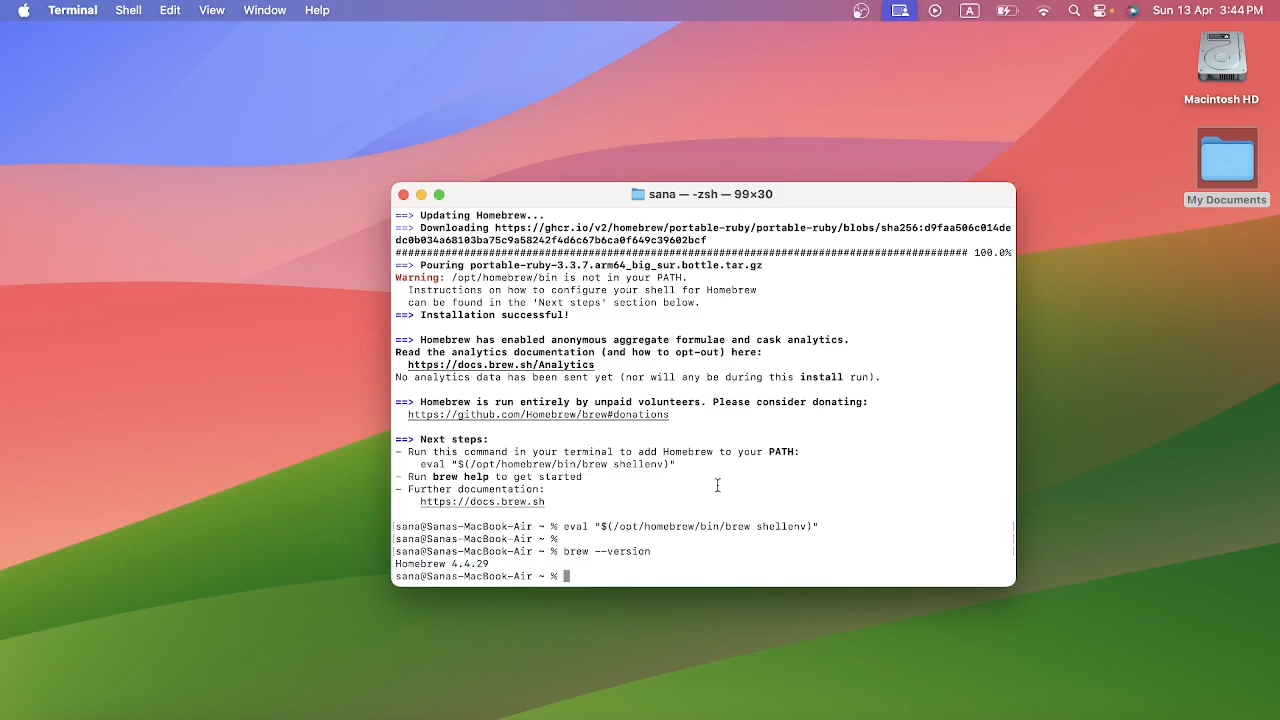 Terminal Shell Edit View Window Help A Sun 13 Apr 3:44 PM
Macintosh HD
My Documents
sana — -zsh — 99×30
==> Updating Homebrew...
==> Downloading https://ghcr.io/v2/homebrew/portable-ruby/portable-ruby/blobs/sha256:d9faa506c014de
dc0b034a68103ba75c9a58242f4d6c67b6ca0f649c39602bcf
############################################################################################ 100.0%
==> Pouring portable-ruby-3.3.7.arm64_big_sur.bottle.tar.gz
Warning: /opt/homebrew/bin is not in your PATH.
  Instructions on how to configure your shell for Homebrew
  can be found in the 'Next steps' section below.
==> Installation successful!
==> Homebrew has enabled anonymous aggregate formulae and cask analytics.
Read the analytics documentation (and how to opt-out) here:
  https://docs.brew.sh/Analytics
No analytics data has been sent yet (nor will any be during this install run).
==> Homebrew is run entirely by unpaid volunteers. Please consider donating:
  https://github.com/Homebrew/brew#donations
==> Next steps:
- Run this command in your terminal to add Homebrew to your PATH:
    eval "$(/opt/homebrew/bin/brew shellenv)"
- Run brew help to get started
- Further documentation:
    https://docs.brew.sh
sana@Sanas-MacBook-Air ~ % eval "$(/opt/homebrew/bin/brew shellenv)"
sana@Sanas-MacBook-Air ~ %
sana@Sanas-MacBook-Air ~ % brew --version
Homebrew 4.4.29
sana@Sanas-MacBook-Air ~ %